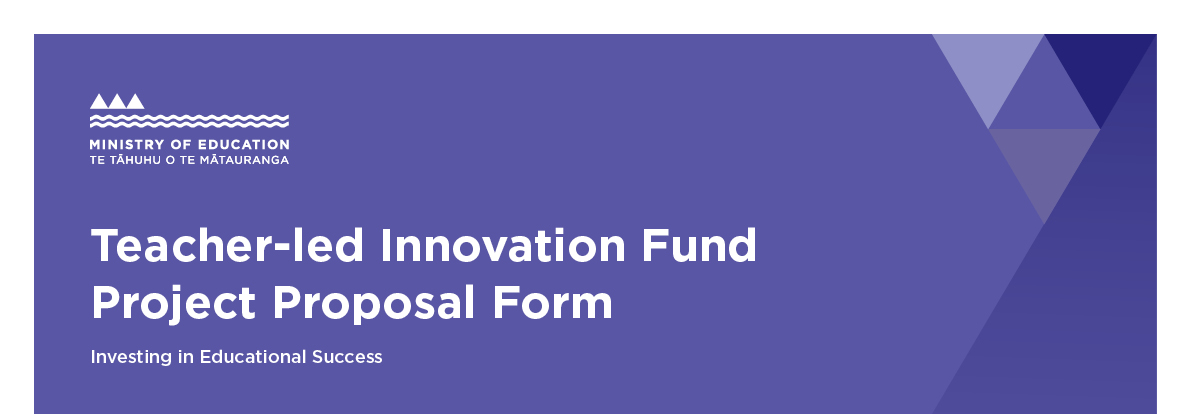 MINISTRY OF EDUCATION
TE TĀHUHU O TE MĀTAURANGA
Teacher-led Innovation Fund
Project Proposal Form
Investing in Educational Success